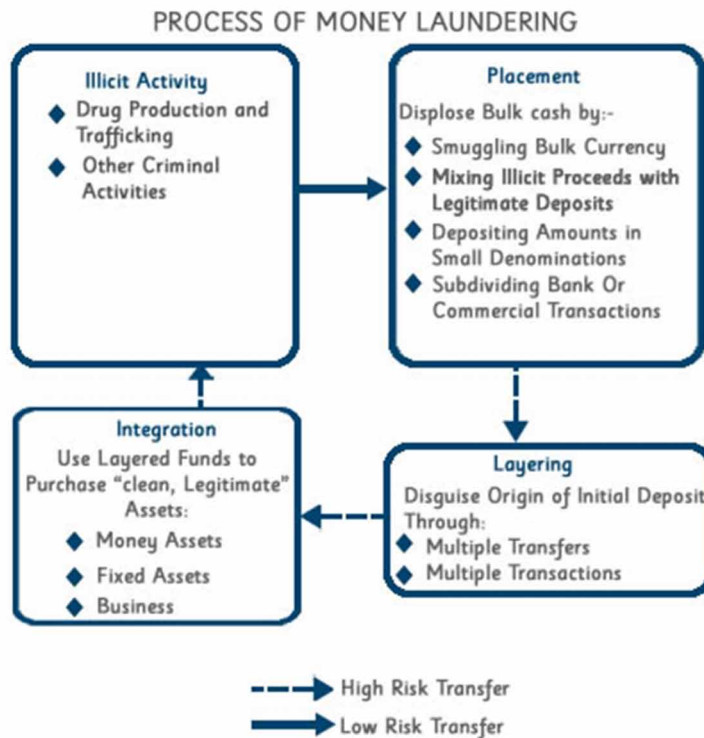 PROCESS OF MONEY LAUNDERING
Illicit Activity
Drug Production and
Trafficking
Other Criminal
Activities
Placement
Displose Bulk cash by:-
Smuggling Bulk Currency
Mixing Illicit Proceeds with
Legitimate Deposits
Depositing Amounts in
Small Denominations
Subdividing Bank Or
Commercial Transactions
Integration
Use Layered Funds to
Purchase “clean, Legitimate”
Assets:
Money Assets
Fixed Assets
Business
Layering
Disguise Origin of Initial Deposit
Through:
Multiple Transfers
Multiple Transactions
High Risk Transfer
Low Risk Transfer